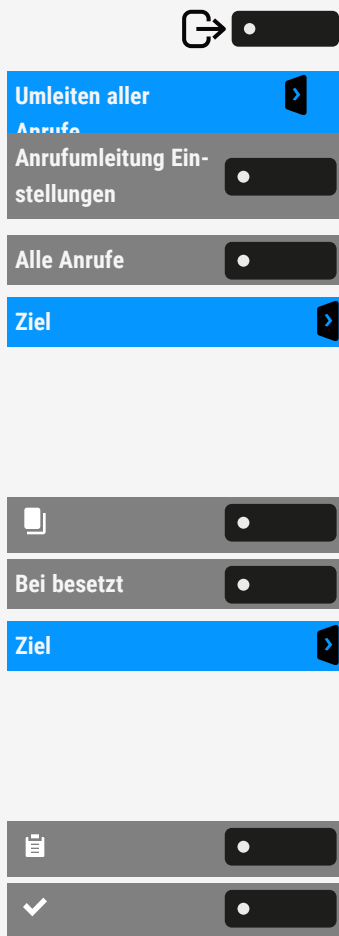 Umleiten aller
Anrufe
Anrufumleitung Ein-
stellungen
Alle Anrufe
Ziel
Bei besetzt
Ziel